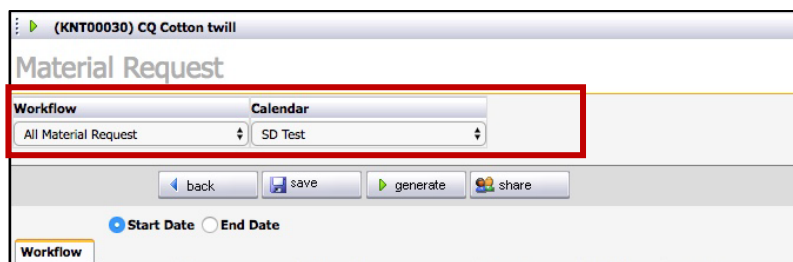 (KNT00030) CQ Cotton twill
Material Request
Workflow Calendar
All Material Request SD Test
back save generate share
Start Date End Date
Workflow